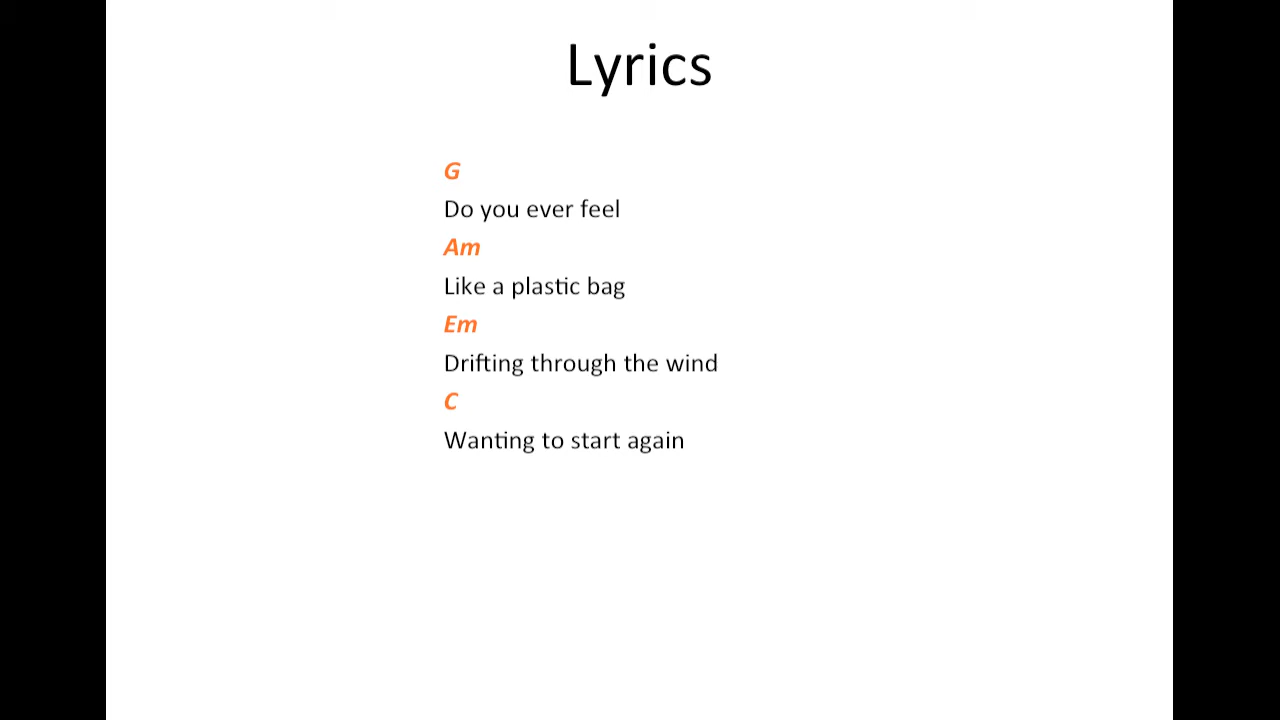 Lyrics
G
Do you ever feel
Am
Like a plastic bag
Em
Drifting through the wind
C
Wanting to start again